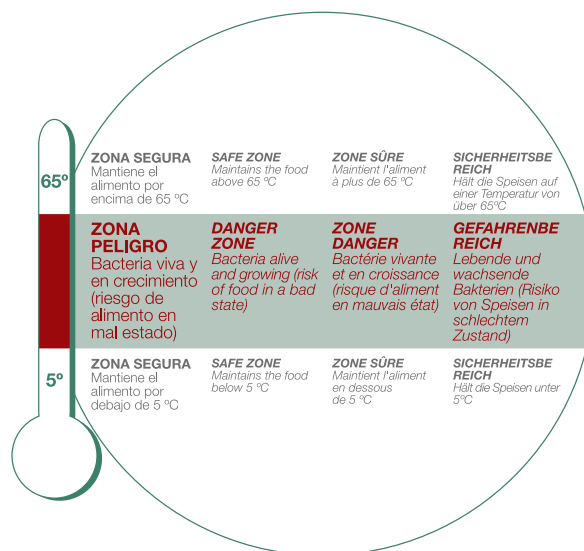 65º
ZONA SEGURA
Mantiene el
alimento por
encima de 65 ºC
SAFE ZONE
Maintains the food
above 65 ºC
ZONE SÛRE
Maintient l'aliment
à plus de 65 ºC
SICHERHEITSBE
REICH
Hält die Speisen auf
einer Temperatur von
über 65ºC
ZONA
PELIGRO
Bacteria viva y
en crecimiento
(riesgo de
alimento en
mal estado)
DANGER
ZONE
Bacteria alive
and growing (risk
of food in a bad
state)
ZONE
DANGER
Bactérie vivante
et en croissance
(risque d'aliment
en mauvais état)
GEFAHRENBE
REICH
Lebende und
wachsende
Bakterien (Risiko
von Speisen in
schlechtem
Zustand)
5º
ZONA SEGURA
Mantiene el
alimento por
debajo de 5 ºC
SAFE ZONE
Maintains the food
below 5 ºC
ZONE SÛRE
Maintient l'aliment
en dessous
de 5 ºC
SICHERHEITSBE
REICH
Hält die Speisen unter
5ºC